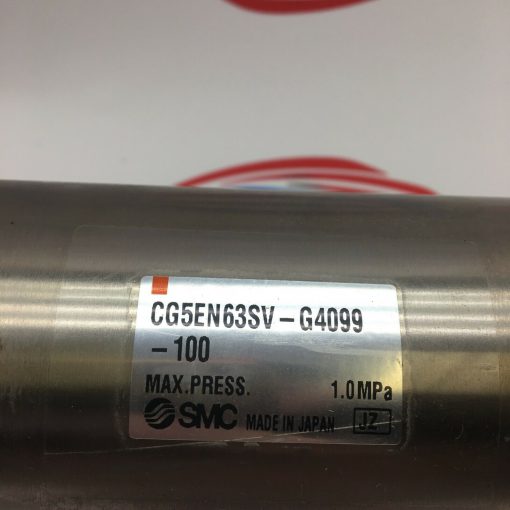 CG5EN63SV-G4099
-100
MAX.PRESS. 1.0MPa
SMC MADE IN JAPAN JZ